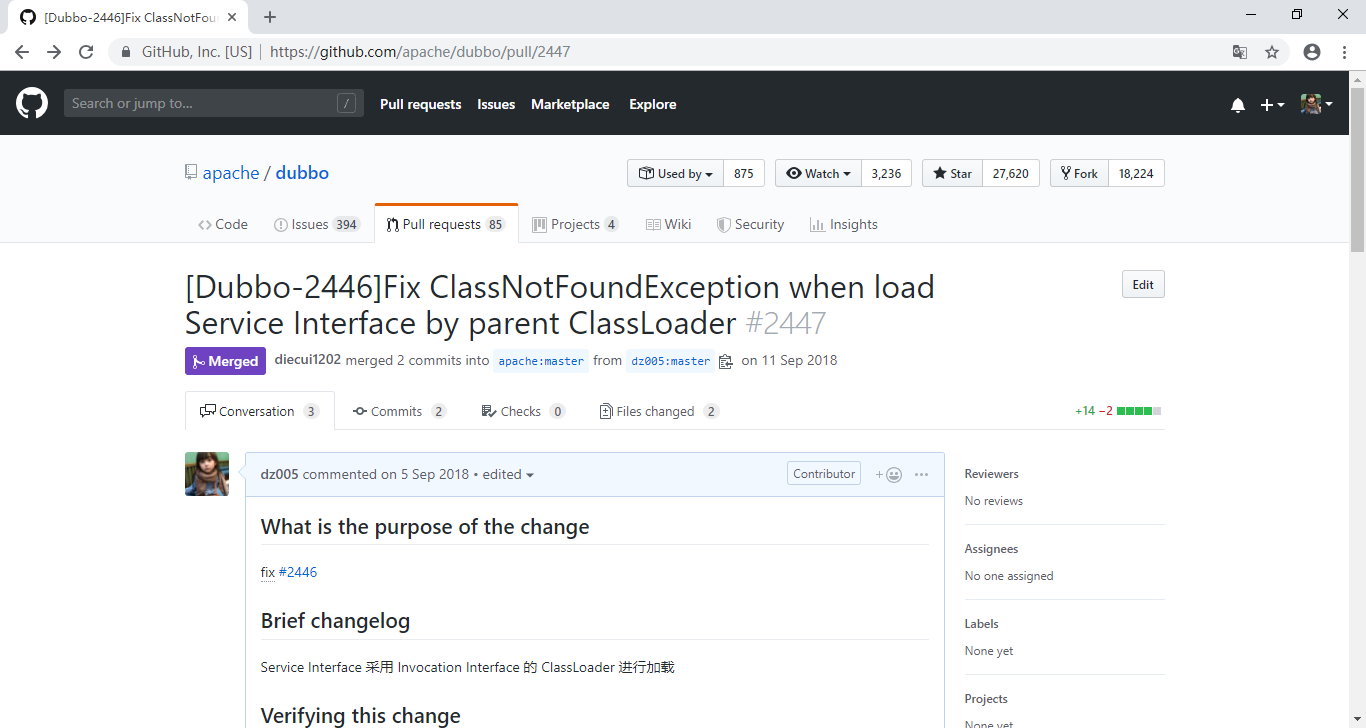 [Dubbo-2446]Fix ClassNotFou
GitHub, Inc. [US] | https://github.com/apache/dubbo/pull/2447
Search or jump to... /
Pull requests Issues Marketplace Explore
apache / dubbo
Used by 875 Watch 3,236 Star 27,620 Fork 18,224
Code Issues 394 Pull requests 85 Projects 4 Wiki Security Insights
[Dubbo-2446]Fix ClassNotFoundException when load
Service Interface by parent ClassLoader #2447
Edit
Merged diecui1202 merged 2 commits into apache:master from dz005:master on 11 Sep 2018
Conversation 3 Commits 2 Checks 0 Files changed 2 +14 −2
dz005 commented on 5 Sep 2018 • edited Contributor
What is the purpose of the change
fix #2446
Brief changelog
Service Interface 采用 Invocation Interface 的 ClassLoader 进行加载
Verifying this change
Reviewers
No reviews
Assignees
No one assigned
Labels
None yet
Projects
None yet